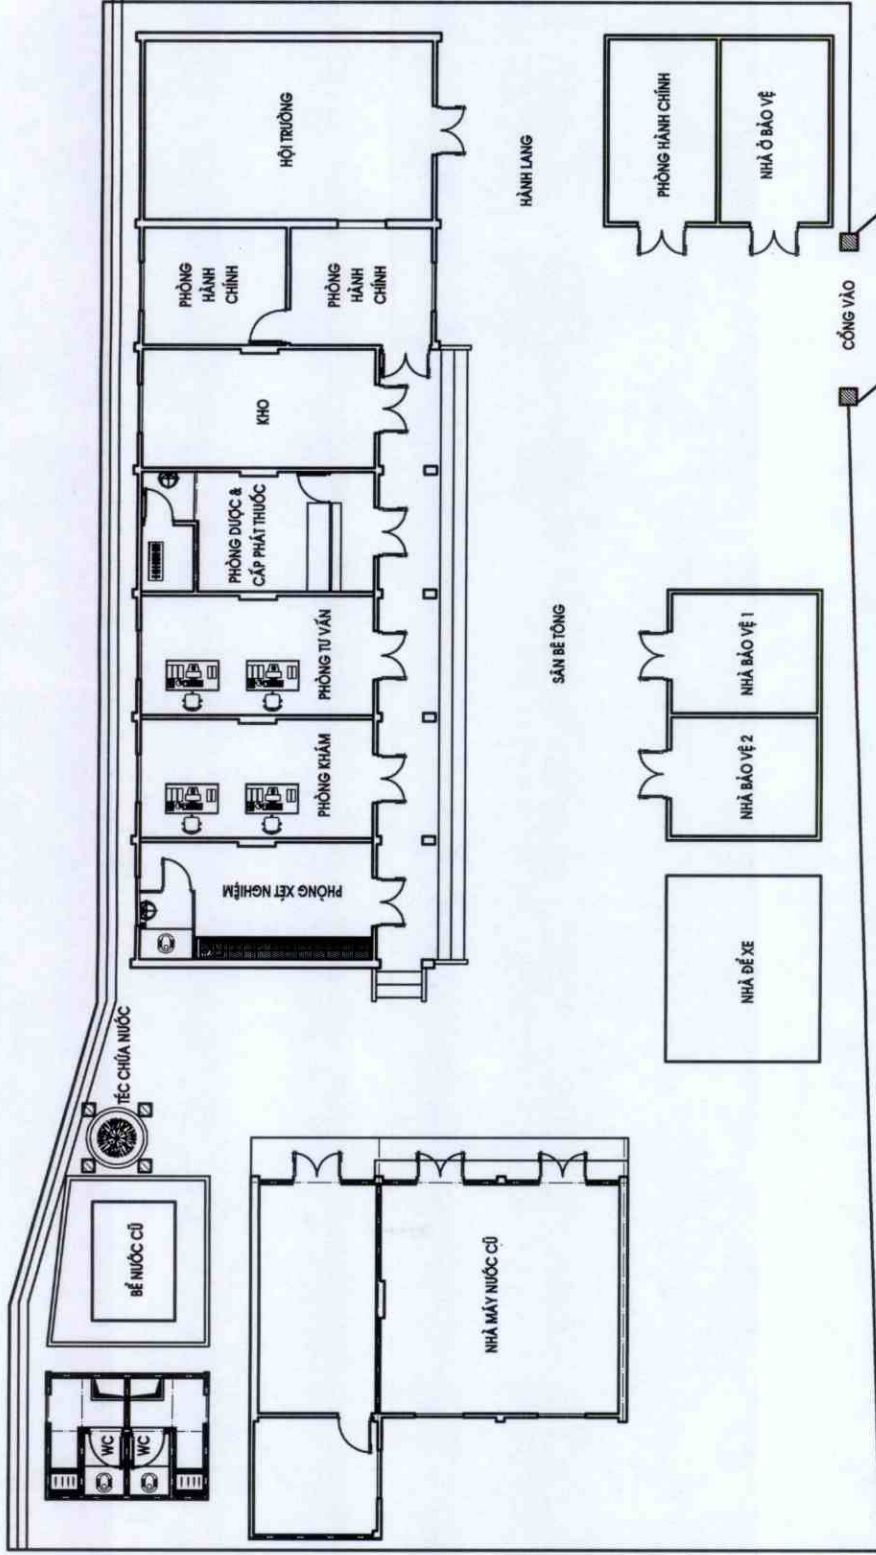 WC
WC
BỂ NƯỚC CŨ
TÉC CHỨA NƯỚC
PHÒNG XÉT NGHIỆM
PHÒNG KHÁM
PHÒNG TƯ VẤN
PHÒNG DƯỢC &
CẤP PHÁT THUỐC
KHO
PHÒNG
HÀNH
CHÍNH
PHÒNG
HÀNH
CHÍNH
HỘI TRƯỜNG
NHÀ MÁY NƯỚC CŨ
SÂN BÊ TÔNG
HÀNH LANG
NHÀ ĐỂ XE
NHÀ BẢO VỆ 2
NHÀ BẢO VỆ 1
PHÒNG HÀNH CHÍNH
NHÀ Ở BẢO VỆ
CỔNG VÀO